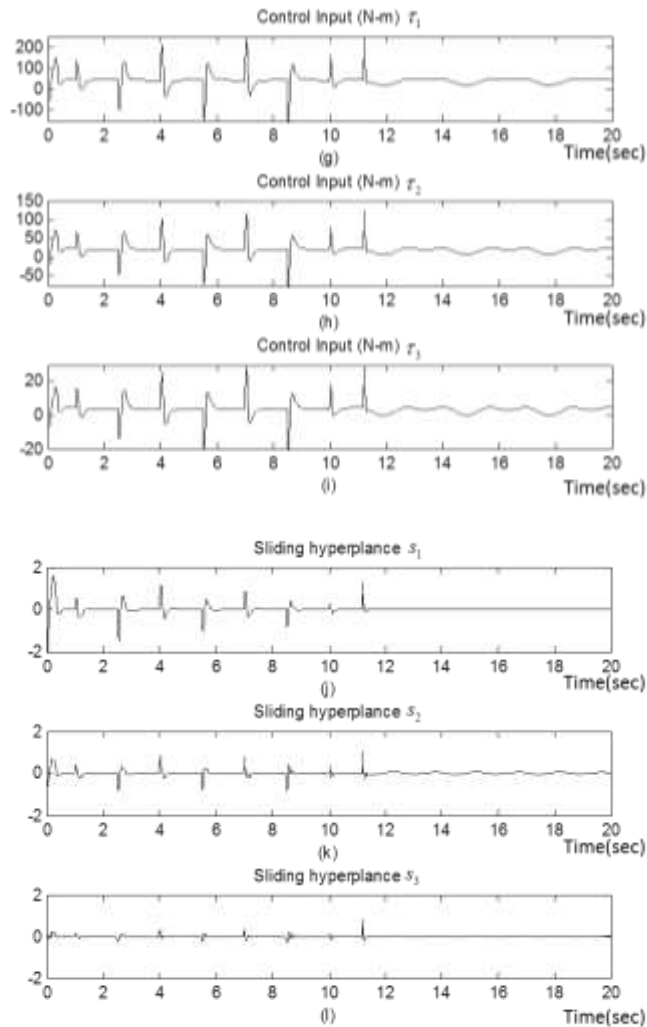 Control Input (N-m) τ₁
200
100
0
-100
0 2 4 6 8 10 12 14 16 18 20
(g) Time(sec)
Control Input (N-m) τ₂
150
100
50
0
-50
0 2 4 6 8 10 12 14 16 18 20
(h) Time(sec)
Control Input (N-m) τ₃
20
0
-20
0 2 4 6 8 10 12 14 16 18 20
(i) Time(sec)
Sliding hyperplance s₁
2
0
-2
0 2 4 6 8 10 12 14 16 18 20
(j) Time(sec)
Sliding hyperplance s₂
2
0
-2
0 2 4 6 8 10 12 14 16 18 20
(k) Time(sec)
Sliding hyperplance s₃
2
0
-2
0 2 4 6 8 10 12 14 16 18 20
(l) Time(sec)